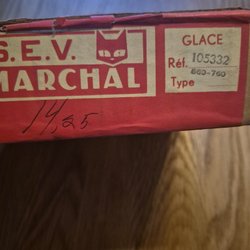 S.E.V.
MARCHAL
GLACE
Réf. 105332
Type 660-760
14,25